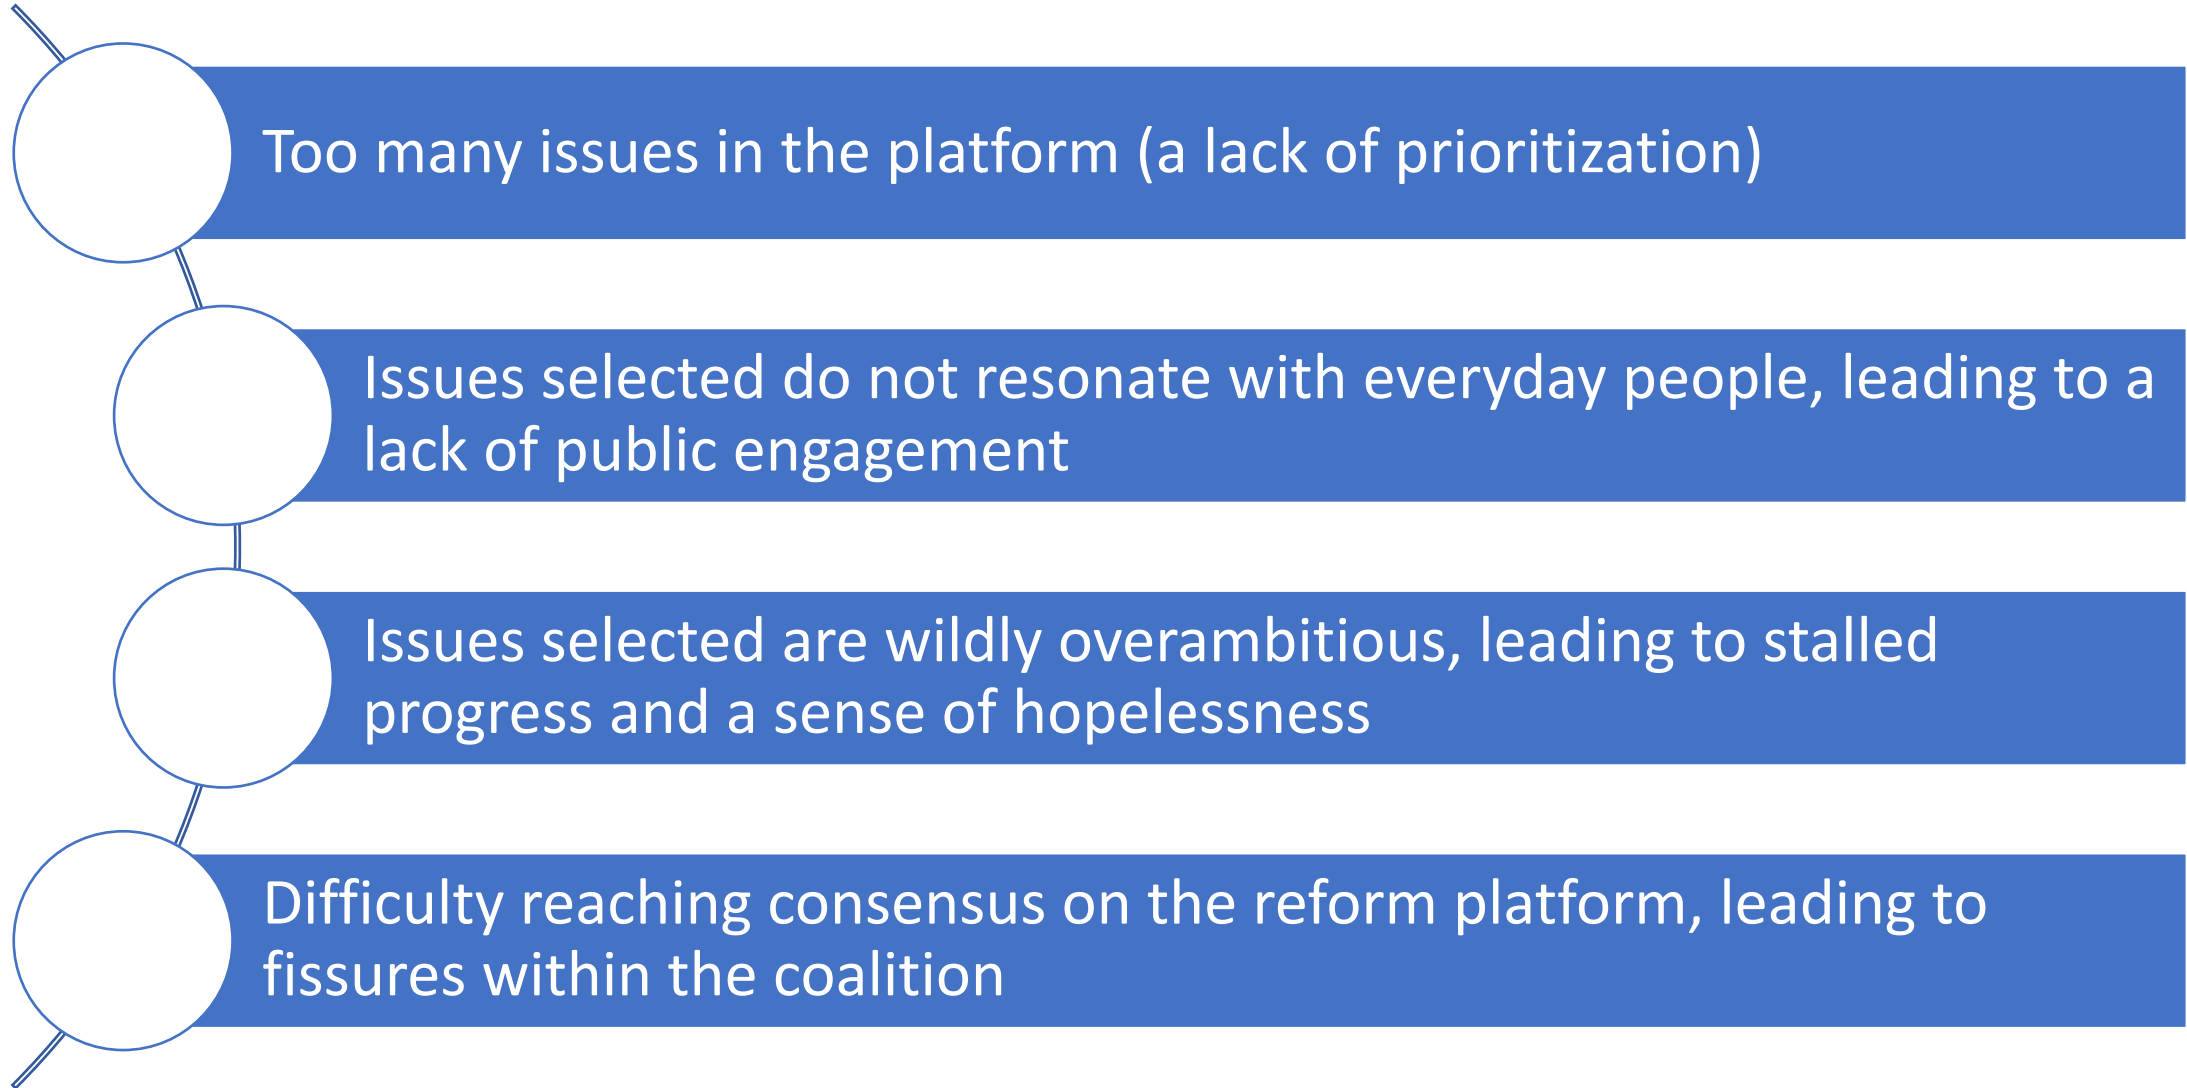 Too many issues in the platform (a lack of prioritization)
Issues selected do not resonate with everyday people, leading to a
lack of public engagement
Issues selected are wildly overambitious, leading to stalled
progress and a sense of hopelessness
Difficulty reaching consensus on the reform platform, leading to
fissures within the coalition